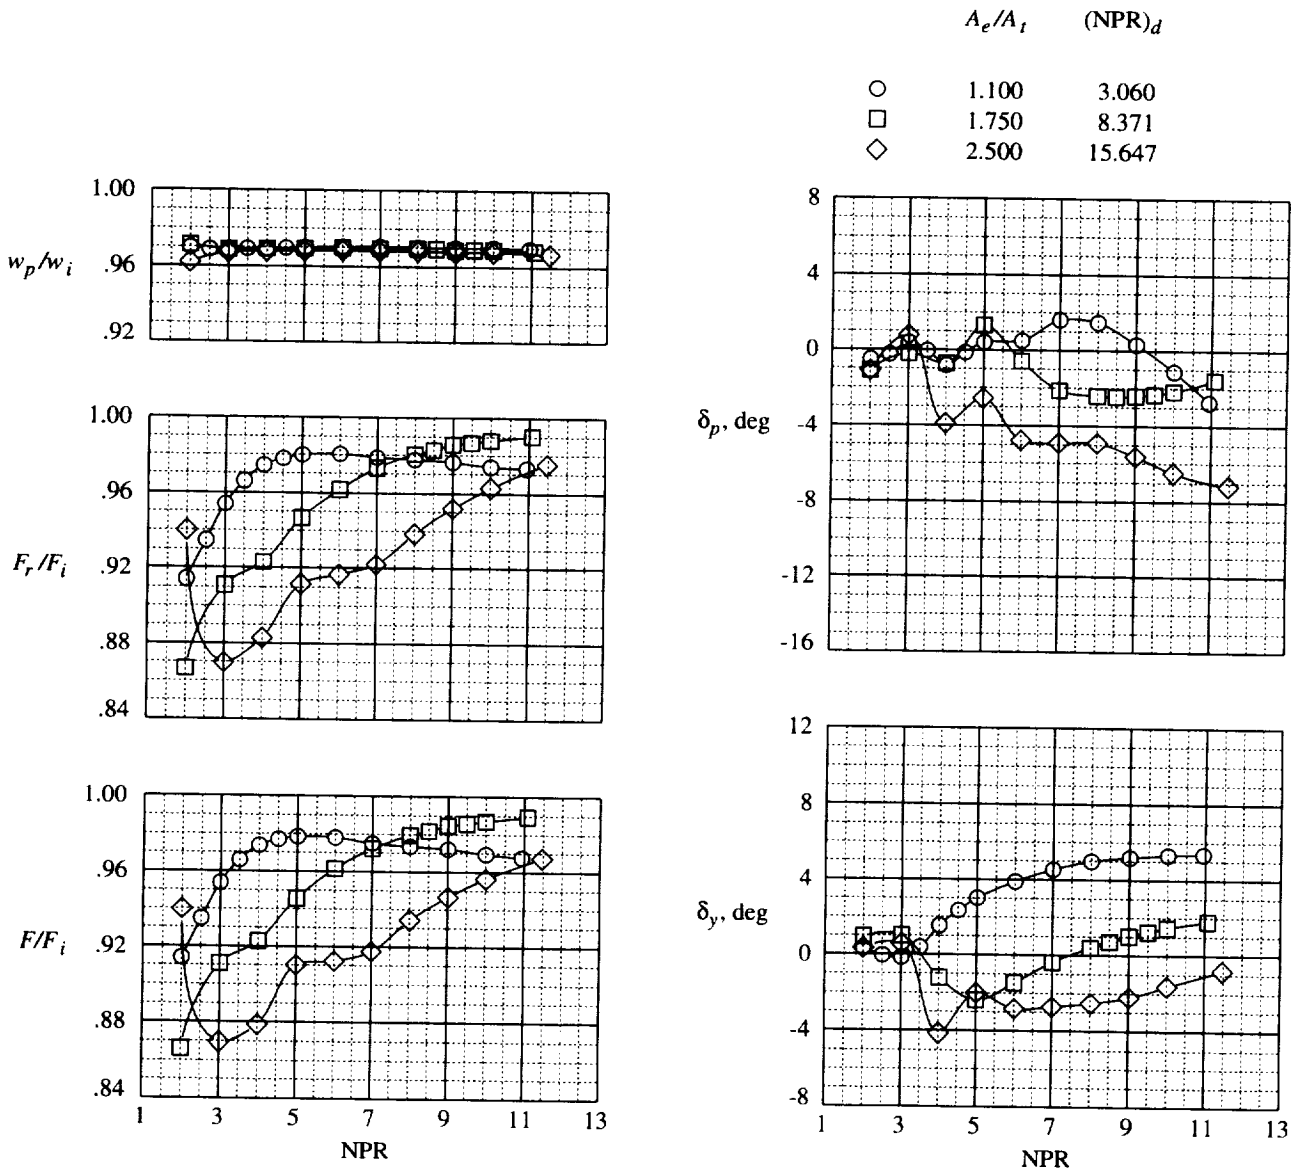 A_e/A_t (NPR)_d
1.100 3.060
1.750 8.371
2.500 15.647
1.00
.96
.92
w_p/w_i
1.00
.96
.92
.88
.84
F_r/F_i
1.00
.96
.92
.88
.84
F/F_i
1 3 5 7 9 11 13
NPR
8
4
0
-4
-8
-12
-16
δ_p, deg
12
8
4
0
-4
-8
δ_y, deg
1 3 5 7 9 11 13
NPR